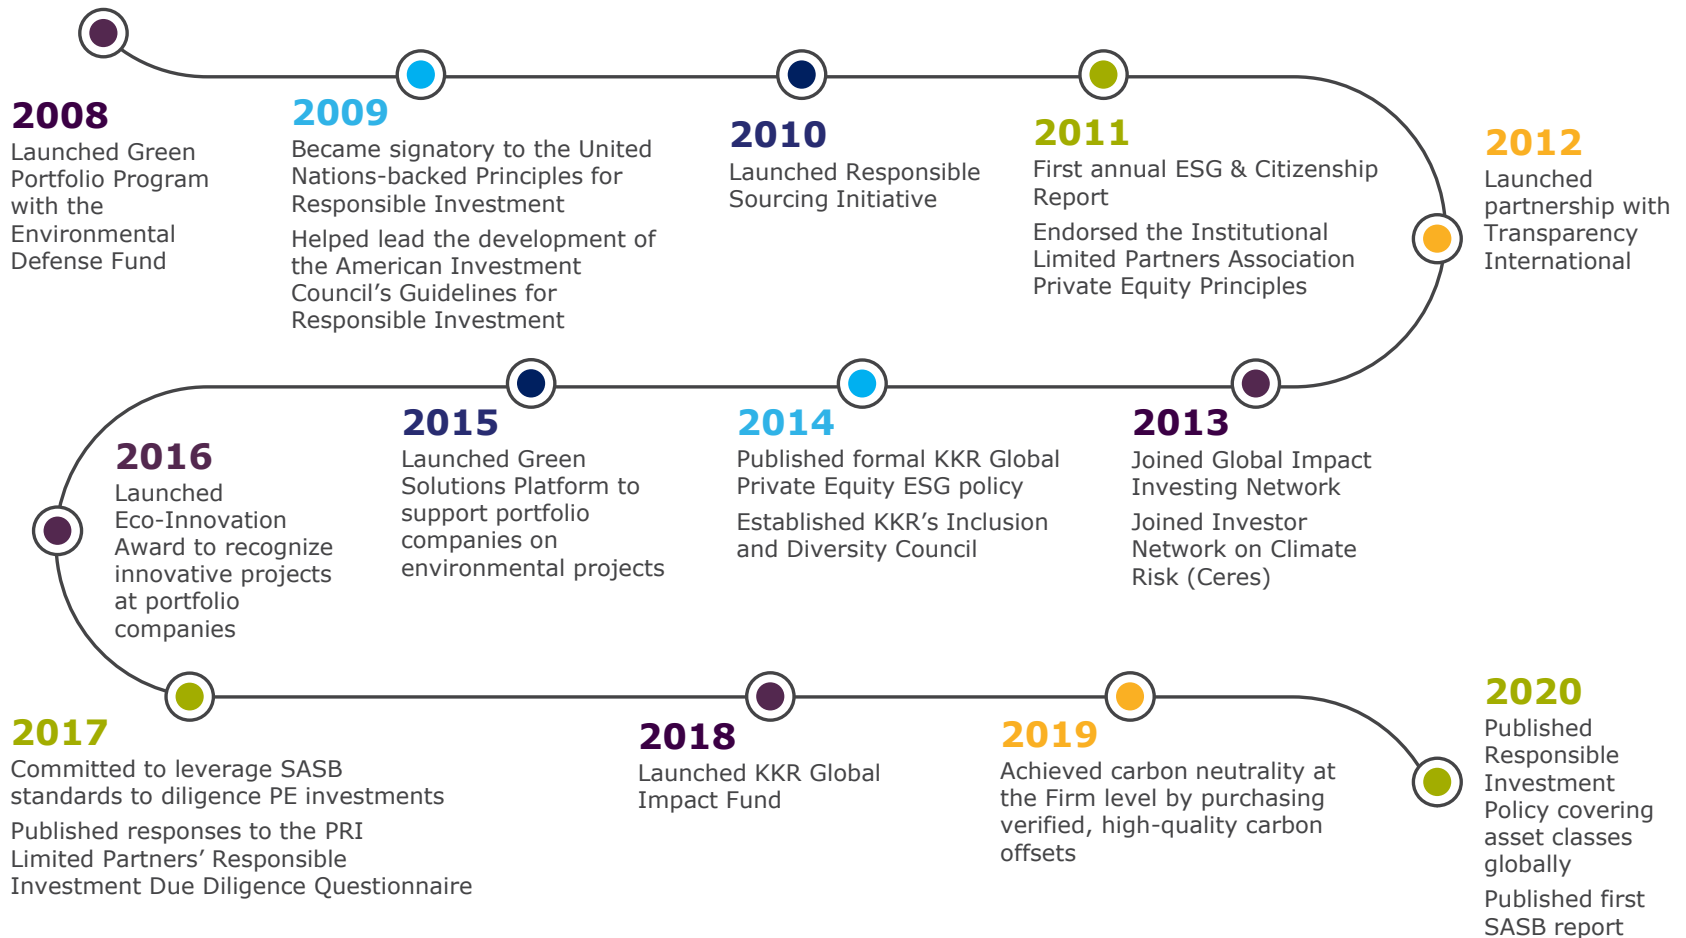 2008
Launched Green
Portfolio Program
with the
Environmental
Defense Fund
2009
Became signatory to the United
Nations-backed Principles for
Responsible Investment
Helped lead the development of
the American Investment
Council’s Guidelines for
Responsible Investment
2010
Launched Responsible
Sourcing Initiative
2011
First annual ESG & Citizenship
Report
Endorsed the Institutional
Limited Partners Association
Private Equity Principles
2012
Launched
partnership with
Transparency
International
2013
Joined Global Impact
Investing Network
Joined Investor
Network on Climate
Risk (Ceres)
2014
Published formal KKR Global
Private Equity ESG policy
Established KKR’s Inclusion
and Diversity Council
2015
Launched Green
Solutions Platform to
support portfolio
companies on
environmental projects
2016
Launched
Eco-Innovation
Award to recognize
innovative projects
at portfolio
companies
2017
Committed to leverage SASB
standards to diligence PE investments
Published responses to the PRI
Limited Partners’ Responsible
Investment Due Diligence Questionnaire
2018
Launched KKR Global
Impact Fund
2019
Achieved carbon neutrality at
the Firm level by purchasing
verified, high-quality carbon
offsets
2020
Published
Responsible
Investment
Policy covering
asset classes
globally
Published first
SASB report